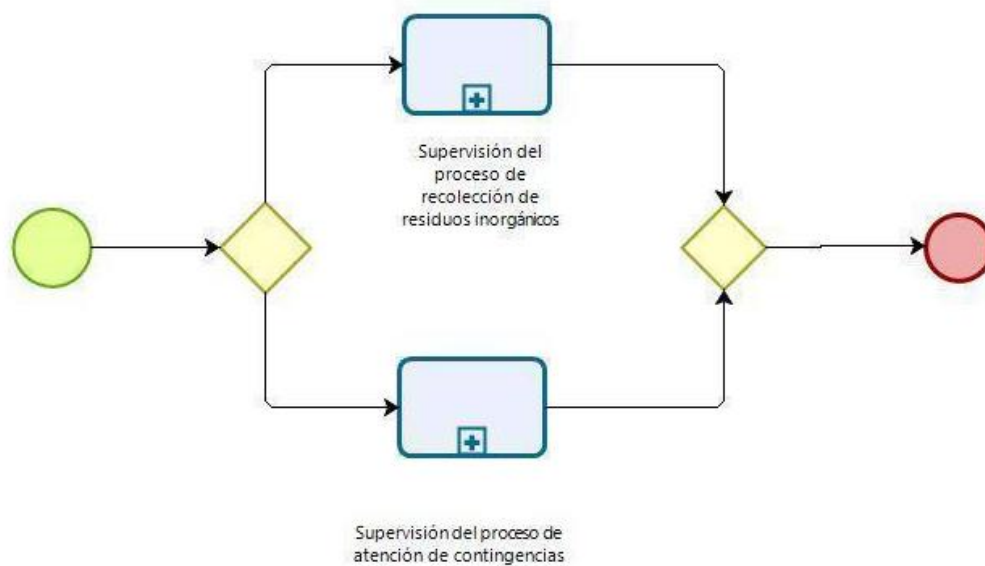 Supervisión del
proceso de
recolección de
residuos inorgánicos
Supervisión del proceso de
atención de contingencias